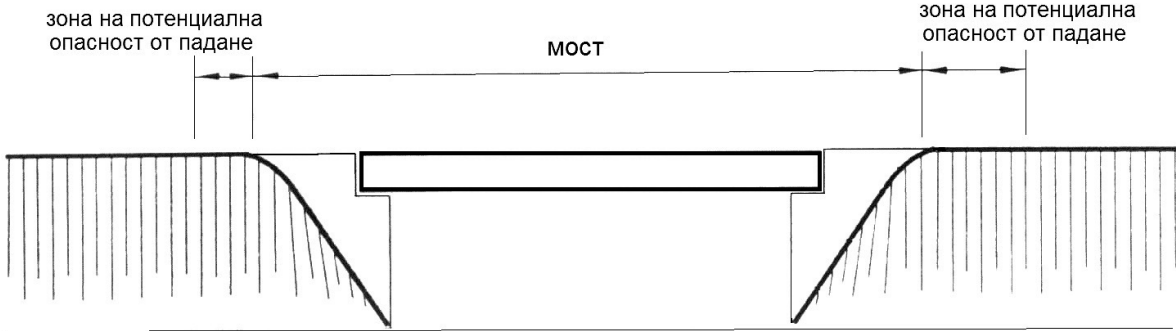 зона на потенциална
опасност от падане
мост
зона на потенциална
опасност от падане